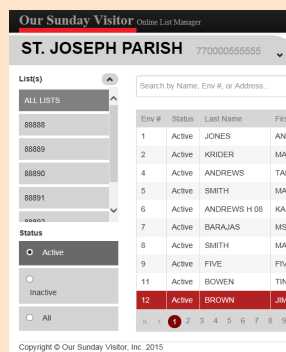 Our Sunday Visitor Online List Manager
ST. JOSEPH PARISH 770000555555
List(s)
ALL LISTS
88888
88889
88890
88891
Status
Active
Inactive
All
Search by Name, Env #, or Address...
Env # Status Last Name
1 Active JONES
2 Active KRIDER
4 Active ANDREWS
5 Active SMITH
6 Active ANDREWS H 08
7 Active BARAJAS
8 Active SMITH
9 Active FIVE
11 Active BOWEN
12 Active BROWN
1 2 3 4 5 6 7 8 9
Copyright © Our Sunday Visitor, Inc. 2015